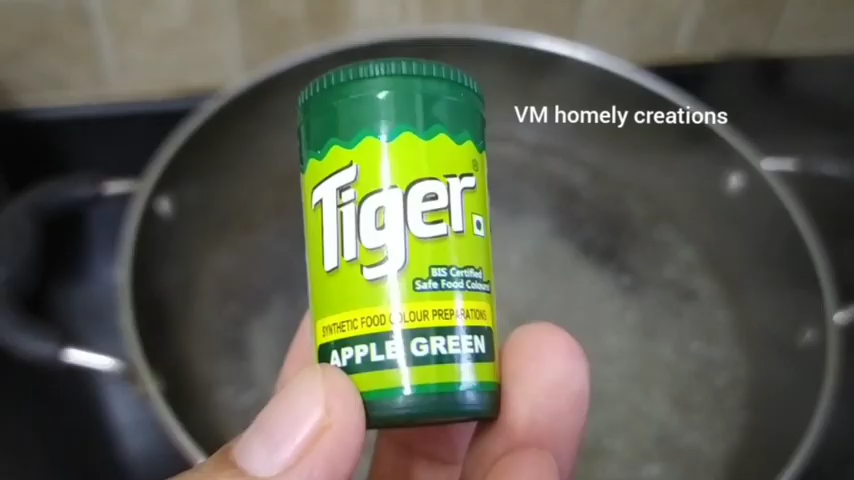 VM homely creations
Tiger
BIS Certified
Safe Food Colours
SYNTHETIC FOOD COLOUR PREPARATIONS
APPLE GREEN